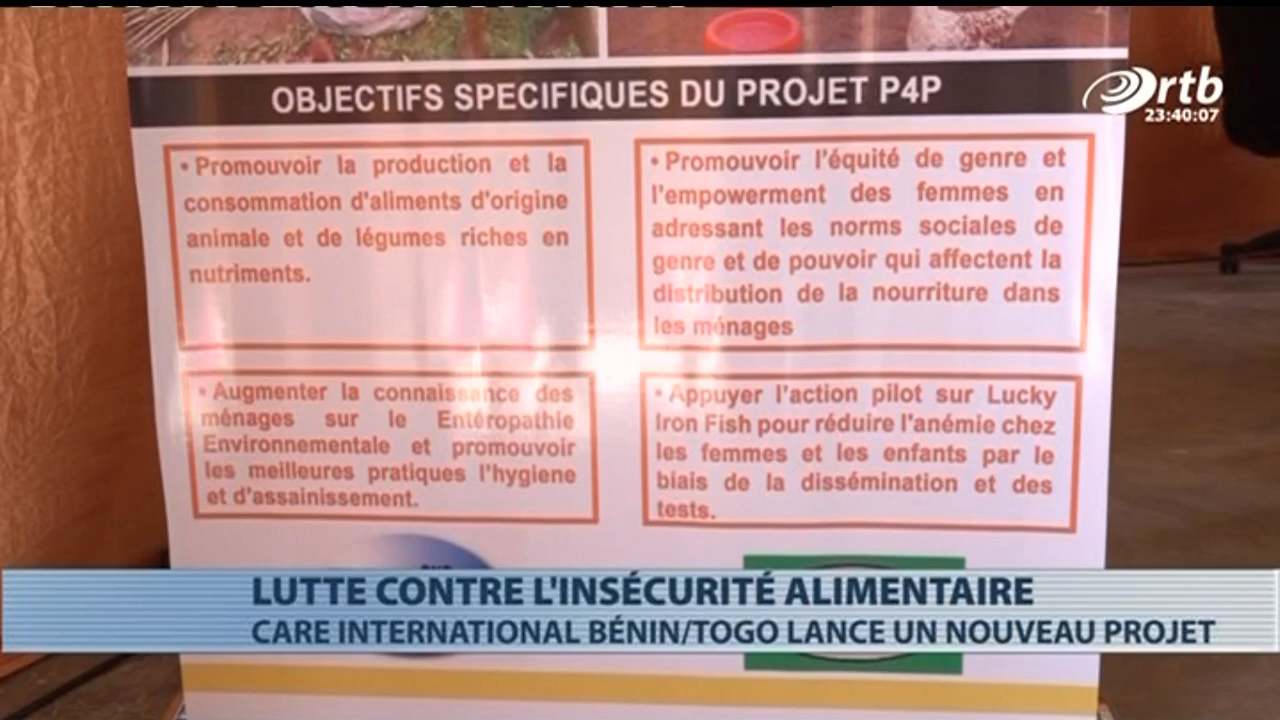 OBJECTIFS SPECIFIQUES DU PROJET P4P
rtb
23:40:07
• Promouvoir la production et la
consommation d'aliments d'origine
animale et de légumes riches en
nutriments.
• Promouvoir l'équité de genre et
l'empowerment des femmes en
adressant les norms sociales de
genre et de pouvoir qui affectent la
distribution de la nourriture dans
les ménages
• Augmenter la connaissance des
ménages sur le Entéropathie
Environnementale et promouvoir
les meilleures pratiques l'hygiene
et d'assainissement.
• Appuyer l'action pilot sur Lucky
Iron Fish pour réduire l'anémie chez
les femmes et les enfants par le
biais de la dissémination et des
tests.
LUTTE CONTRE L'INSÉCURITÉ ALIMENTAIRE
CARE INTERNATIONAL BÉNIN/TOGO LANCE UN NOUVEAU PROJET